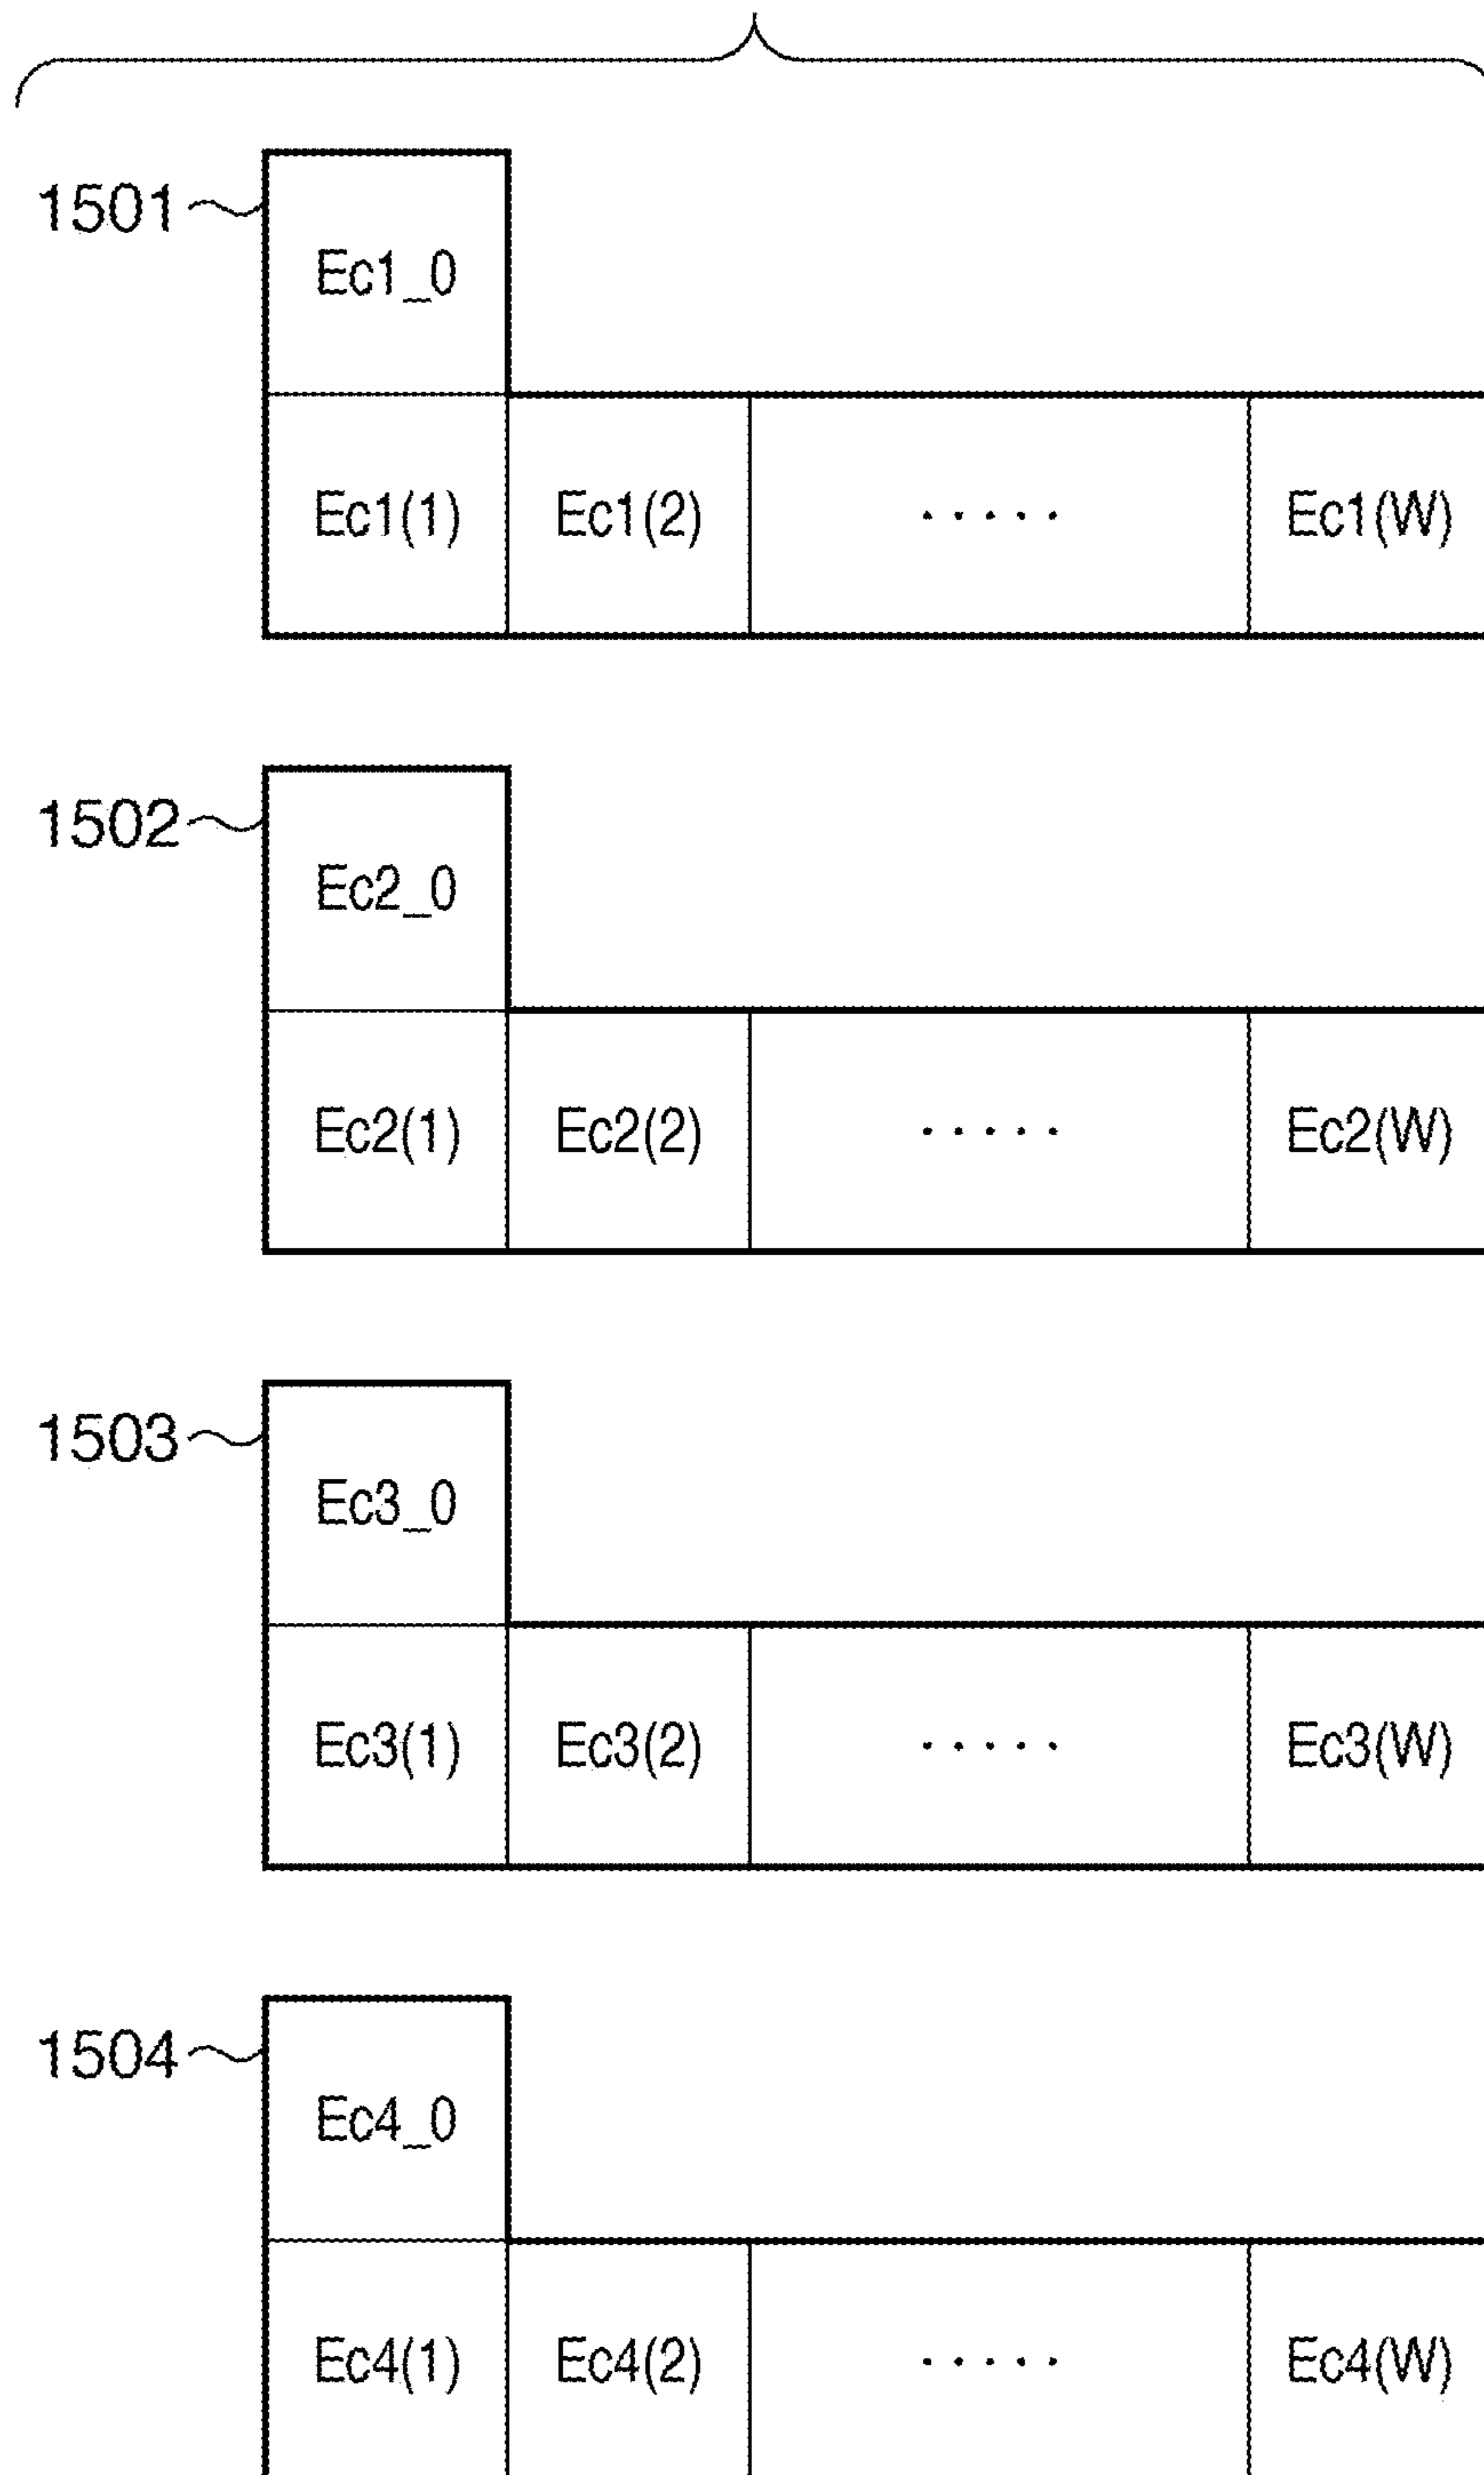 1501
Ec1_0
Ec1(1) Ec1(2) ..... Ec1(W)
1502
Ec2_0
Ec2(1) Ec2(2) ..... Ec2(W)
1503
Ec3_0
Ec3(1) Ec3(2) ..... Ec3(W)
1504
Ec4_0
Ec4(1) Ec4(2) ..... Ec4(W)